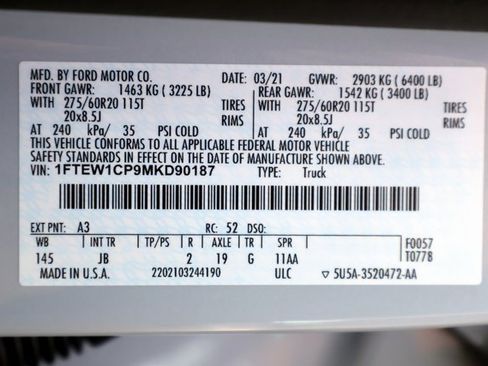 MFD. BY FORD MOTOR CO. DATE: 03/21 GVWR: 2903 KG ( 6400 LB)
FRONT GAWR: 1463 KG ( 3225 LB) REAR GAWR: 1542 KG ( 3400 LB)
WITH 275/60R20 115T TIRES WITH 275/60R20 115T TIRES
20x8.5J RIMS 20x8.5J RIMS
AT 240 kPa/ 35 PSI COLD AT 240 kPa/ 35 PSI COLD
THIS VEHICLE CONFORMS TO ALL APPLICABLE FEDERAL MOTOR VEHICLE
SAFETY STANDARDS IN EFFECT ON THE DATE OF MANUFACTURE SHOWN ABOVE.
VIN: 1FTEW1CP9MKD90187 TYPE: Truck
EXT PNT: A3 RC: 52 DSO:
WB INT TR TP/PS R AXLE TR SPR F0057
145 JB 2 19 G 11AA T0778
MADE IN U.S.A. 2202103244190 ULC ▽ 5U5A-3520472-AA